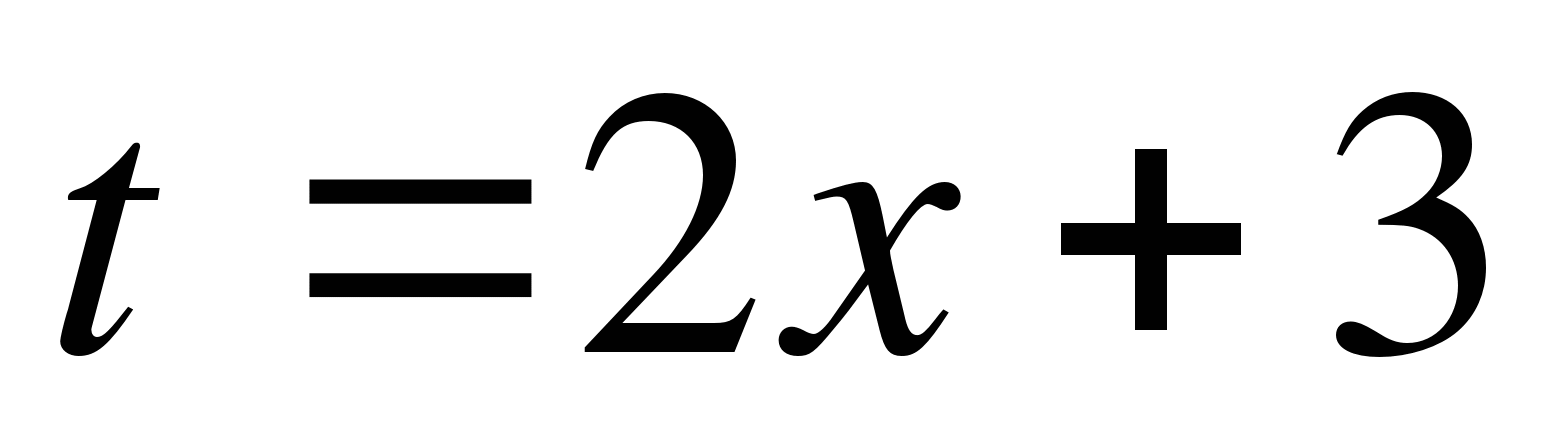 t = 2x + 3